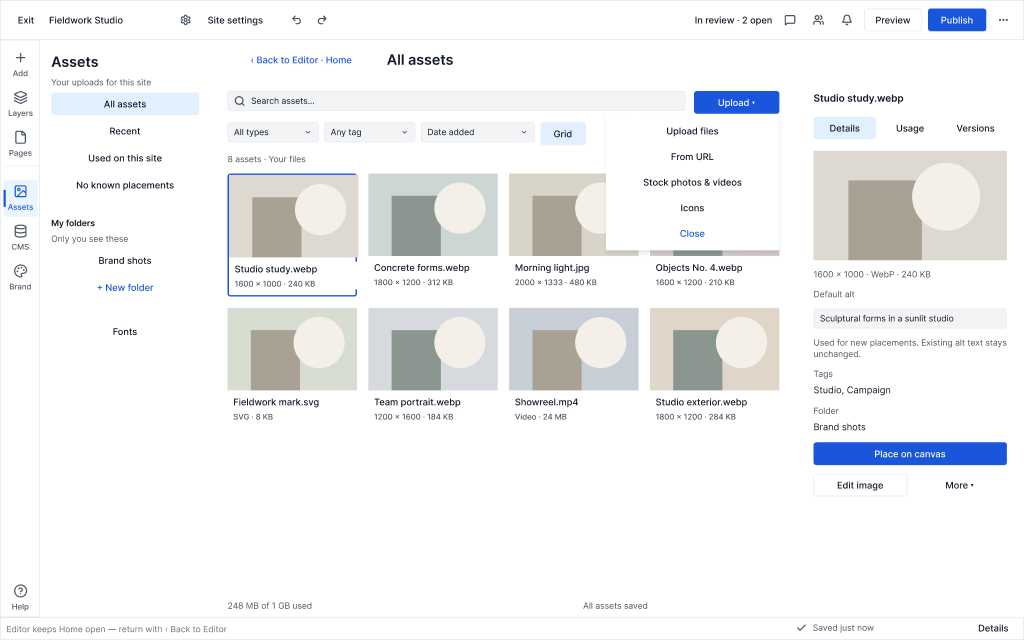 Exit
Fieldwork Studio
Site settings
In review · 2 open
Preview
Publish
Add
Layers
Pages
Assets
CMS
Brand
Help
Assets
Your uploads for this site
All assets
Recent
Used on this site
No known placements
My folders
Only you see these
Brand shots
+ New folder
Fonts
‹ Back to Editor · Home
All assets
Search assets...
Upload
All types
Any tag
Date added
Grid
8 assets · Your files
Upload files
From URL
Stock photos & videos
Icons
Close
Studio study.webp
1600 × 1000 · 240 KB
Concrete forms.webp
1800 × 1200 · 312 KB
Morning light.jpg
2000 × 1333 · 480 KB
Objects No. 4.webp
1600 × 1200 · 210 KB
Fieldwork mark.svg
SVG · 8 KB
Team portrait.webp
1200 × 1600 · 184 KB
Showreel.mp4
Video · 24 MB
Studio exterior.webp
1800 × 1200 · 284 KB
248 MB of 1 GB used
All assets saved
Studio study.webp
Details
Usage
Versions
1600 × 1000 · WebP · 240 KB
Default alt
Sculptural forms in a sunlit studio
Used for new placements. Existing alt text stays
unchanged.
Tags
Studio, Campaign
Folder
Brand shots
Place on canvas
Edit image
More
Editor keeps Home open — return with ‹ Back to Editor
Saved just now
Details